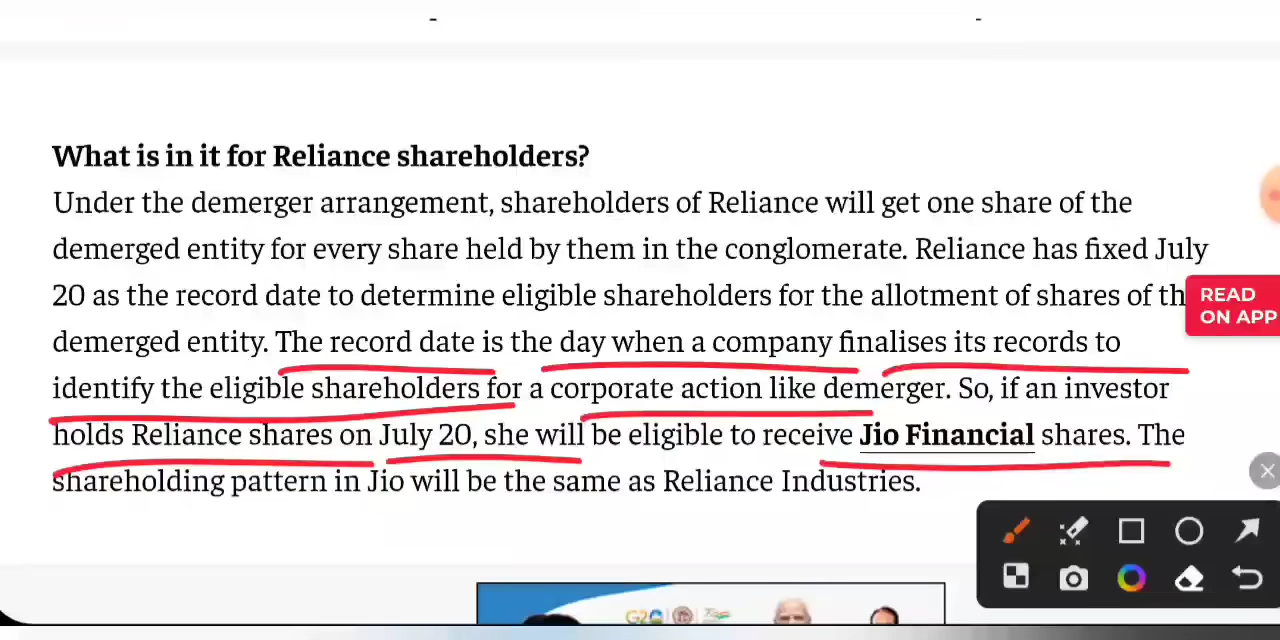 What is in it for Reliance shareholders?
Under the demerger arrangement, shareholders of Reliance will get one share of the
demerged entity for every share held by them in the conglomerate. Reliance has fixed July
20 as the record date to determine eligible shareholders for the allotment of shares of th
READ
ON APP
demerged entity. The record date is the day when a company finalises its records to
identify the eligible shareholders for a corporate action like demerger. So, if an investor
holds Reliance shares on July 20, she will be eligible to receive Jio Financial shares. The
shareholding pattern in Jio will be the same as Reliance Industries.
G20